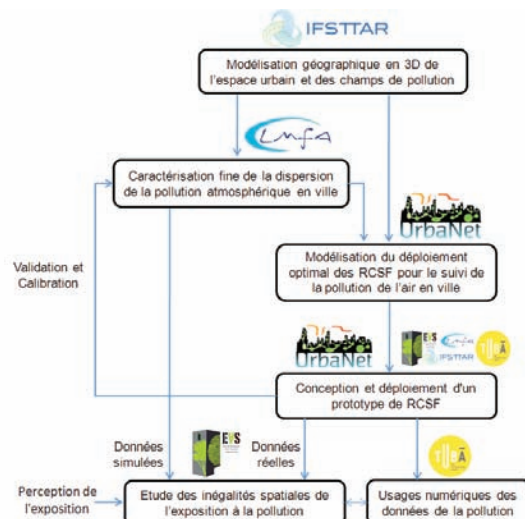 IFSTTAR
Modélisation géographique en 3D de
l'espace urbain et des champs de pollution
LMFA
Caractérisation fine de la dispersion
de la pollution atmosphérique en ville
UrbaNet
Validation et
Calibration
Modélisation du déploiement
optimal des RCSF pour le suivi de
la pollution de l'air en ville
UrbaNet
EVS
LMFA
IFSTTAR
TUBÀ
Conception et déploiement d'un
prototype de RCSF
Données
simulées
EVS
Données
réelles
TUBÀ
Perception de
l'exposition
Etude des inégalités spatiales de
l'exposition à la pollution
Usages numériques des
données de la pollution